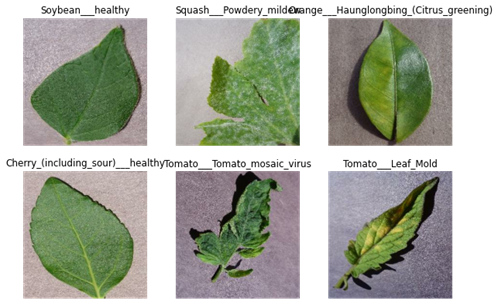 Soybean___healthy
Squash___Powdery_mildew
Orange___Haunglongbing_(Citrus_greening)
Cherry_(including_sour)___healthy
Tomato___Tomato_mosaic_virus
Tomato___Leaf_Mold